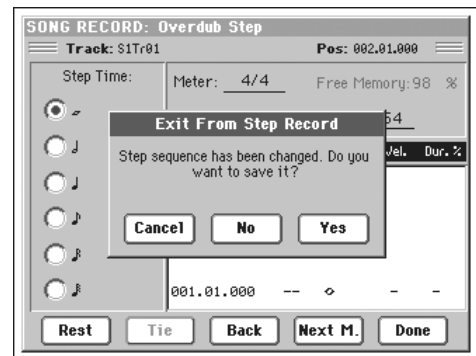 SONG RECORD: Overdub Step
Track: S1Tr01 Pos: 002.01.000
Step Time:
Meter: 4/4 Free Memory: 98 %
54
Exit From Step Record
Vel. Dur. %
Step sequence has been changed. Do you
want to save it?
Cancel No Yes
001.01.000 -- - -
Rest Tie Back Next M. Done